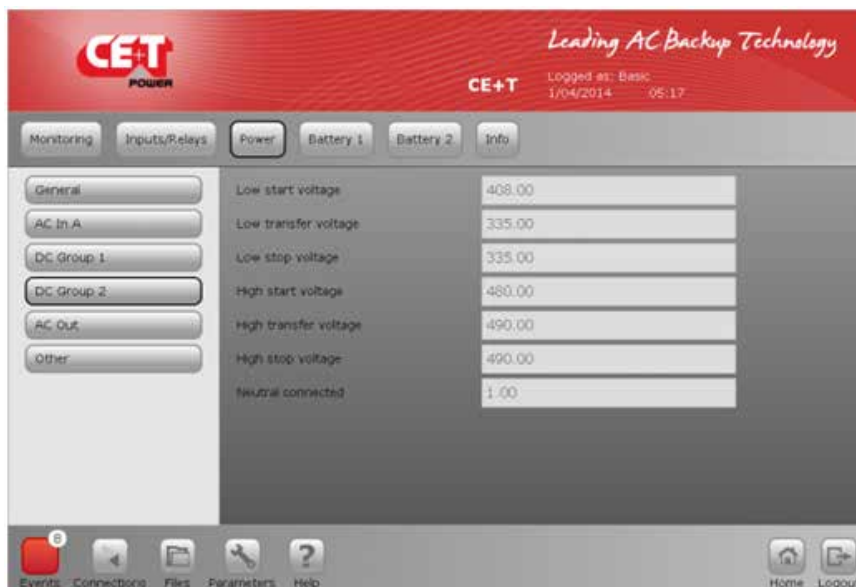 CE+T
POWER
Leading AC Backup Technology
CE+T
Logged as: Basic
1/04/2014 05:17
Monitoring Inputs/Relays Power Battery 1 Battery 2 Info
General
AC In A
DC Group 1
DC Group 2
AC Out
Other
Low start voltage 408.00
Low transfer voltage 335.00
Low stop voltage 335.00
High start voltage 480.00
High transfer voltage 490.00
High stop voltage 490.00
Neutral connected 1.00
8
Events Connections Files Parameters Help Home Logout